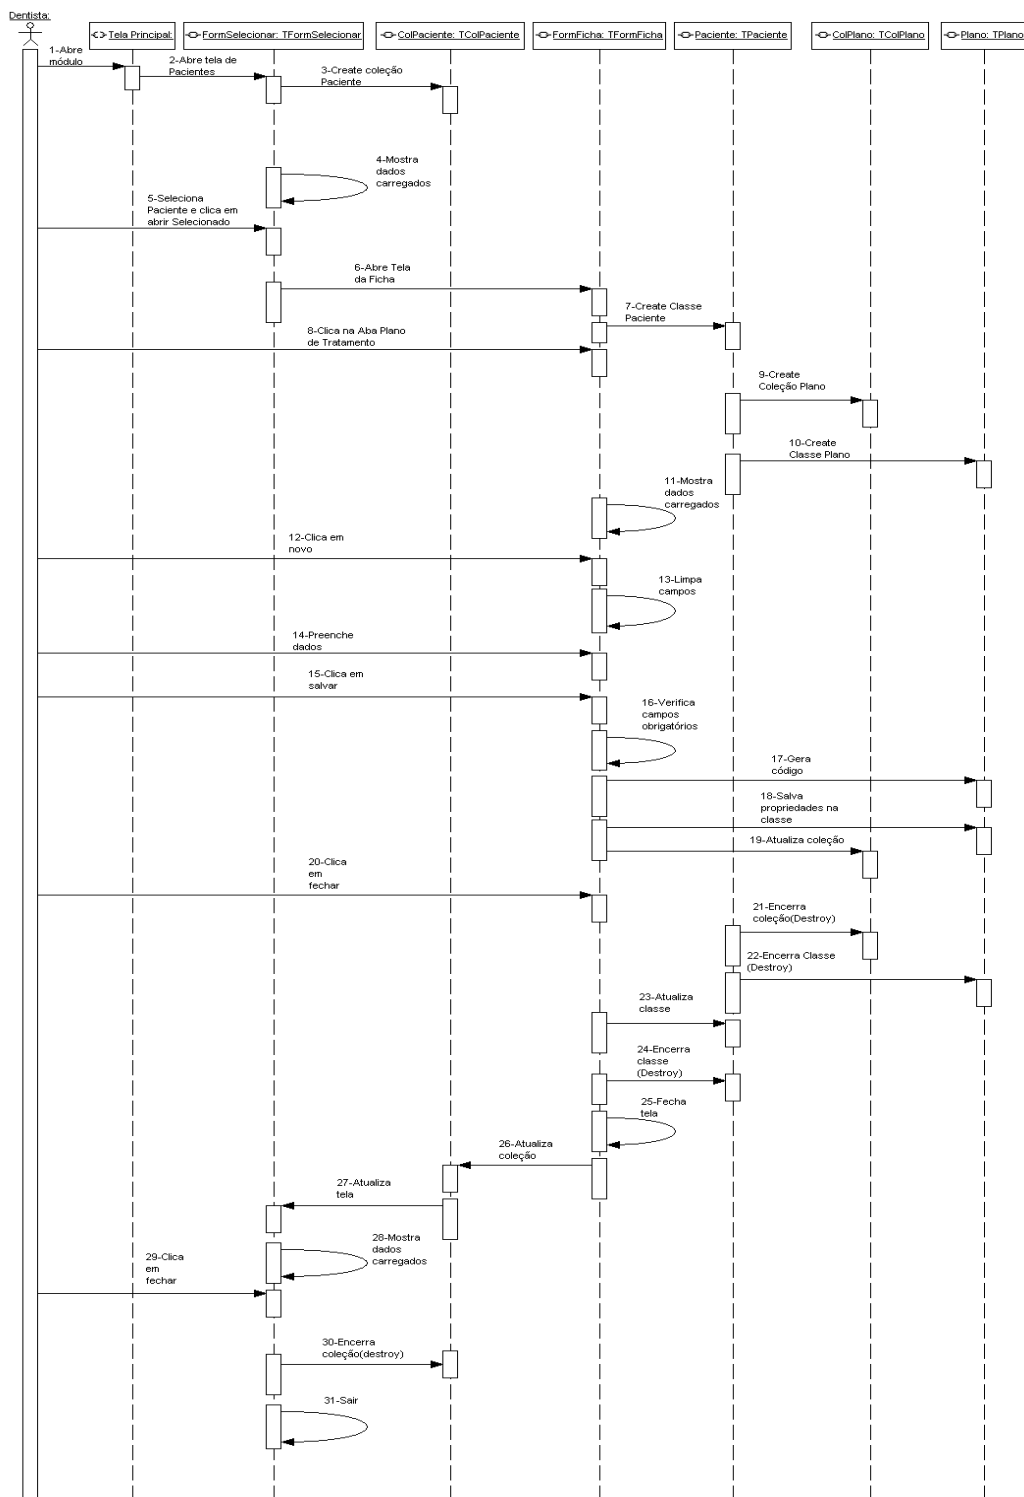 Dentista:
Tela Principal:
FormSelecionar: TFormSelecionar
ColPaciente: TColPaciente
FormFicha: TFormFicha
Paciente: TPaciente
ColPlano: TColPlano
Plano: TPlano
1-Abre
módulo
2-Abre tela de
Pacientes
3-Create coleção
Paciente
4-Mostra
dados
carregados
5-Seleciona
Paciente e clica em
abrir Selecionado
6-Abre Tela
da Ficha
7-Create Classe
Paciente
8-Clica na Aba Plano
de Tratamento
9-Create
Coleção Plano
10-Create
Classe Plano
11-Mostra
dados
carregados
12-Clica em
novo
13-Limpa
campos
14-Preenche
dados
15-Clica em
salvar
16-Verifica
campos
obrigatórios
17-Gera
código
18-Salva
propriedades na
classe
19-Atualiza coleção
20-Clica
em
fechar
21-Encerra
coleção(Destroy)
22-Encerra Classe
(Destroy)
23-Atualiza
classe
24-Encerra
classe
(Destroy)
25-Fecha
tela
26-Atualiza
coleção
27-Atualiza
tela
28-Mostra
dados
carregados
29-Clica
em
fechar
30-Encerra
coleção(destroy)
31-Sair